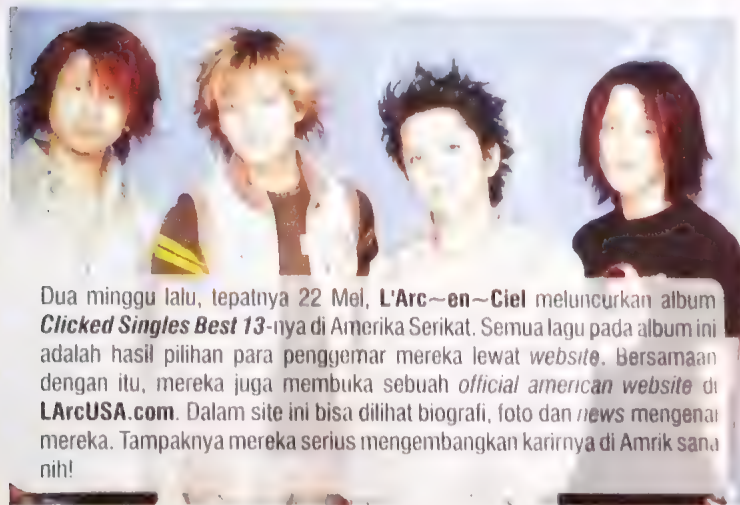 Dua minggu lalu, tepatnya 22 Mei, L'Arc~en~Ciel meluncurkan album
Clicked Singles Best 13-nya di Amerika Serikat. Semua lagu pada album ini
adalah hasil pilihan para penggemar mereka lewat website. Bersamaan
dengan itu, mereka juga membuka sebuah official american website di
LArcUSA.com. Dalam site ini bisa dilihat biografi, foto dan news mengenai
mereka. Tampaknya mereka serius mengembangkan karirnya di Amrik sana
nih!